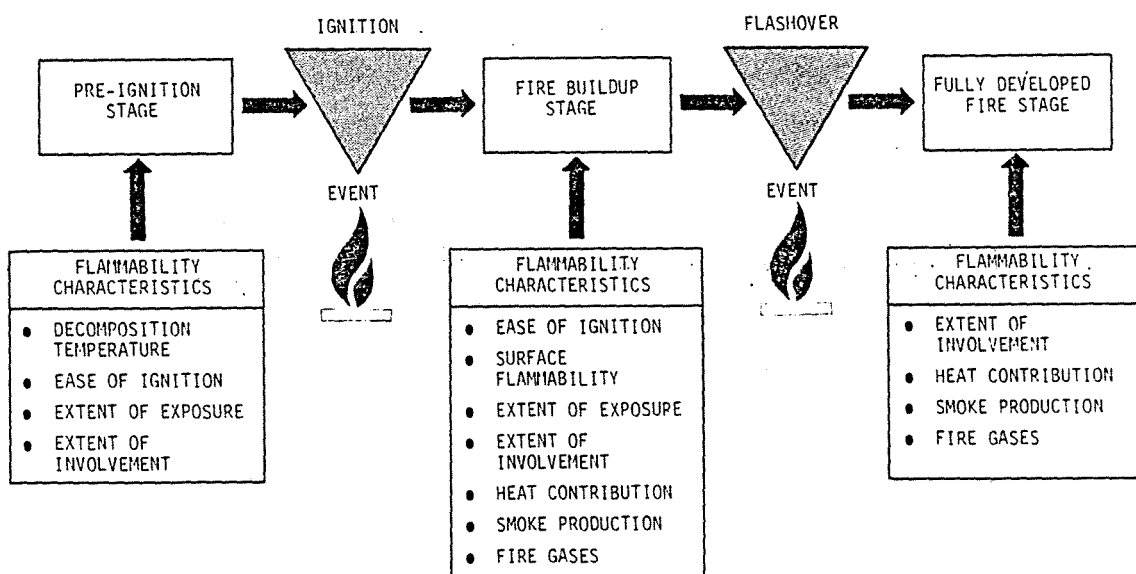 IGNITION
FLASHOVER
PRE-IGNITION
STAGE
FIRE BUILDUP
STAGE
FULLY DEVELOPED
FIRE STAGE
EVENT
EVENT
FLAMMABILITY
CHARACTERISTICS
● DECOMPOSITION
TEMPERATURE
● EASE OF IGNITION
● EXTENT OF EXPOSURE
● EXTENT OF
INVOLVEMENT
FLAMMABILITY
CHARACTERISTICS
● EASE OF IGNITION
● SURFACE
FLAMMABILITY
● EXTENT OF EXPOSURE
● EXTENT OF
INVOLVEMENT
● HEAT CONTRIBUTION
● SMOKE PRODUCTION
● FIRE GASES
FLAMMABILITY
CHARACTERISTICS
● EXTENT OF
INVOLVEMENT
● HEAT CONTRIBUTION
● SMOKE PRODUCTION
● FIRE GASES